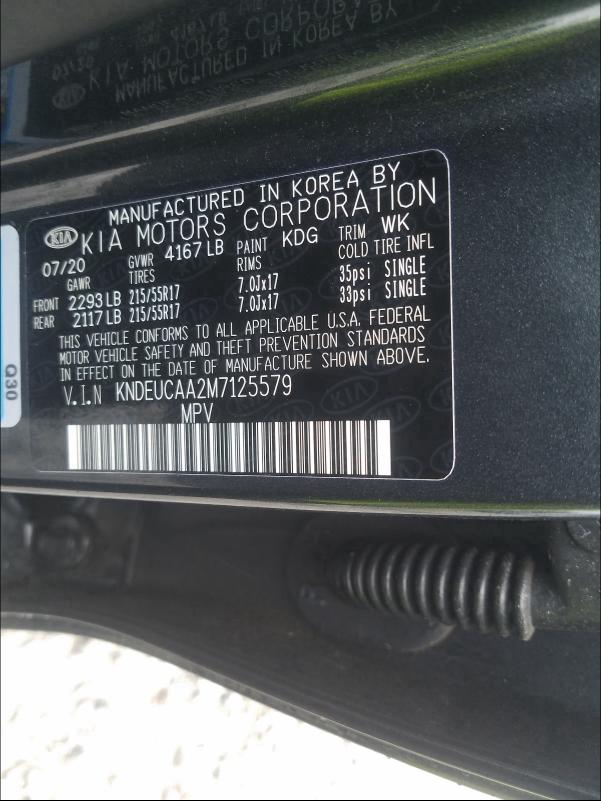 MANUFACTURED IN KOREA BY
KIA KIA MOTORS CORPORATION
07/20 GVWR 4167 LB PAINT KDG TRIM WK
GAWR TIRES RIMS COLD TIRE INFL
FRONT 2293 LB 215/55R17 7.0Jx17 35psi SINGLE
REAR 2117 LB 215/55R17 7.0Jx17 33psi SINGLE
THIS VEHICLE CONFORMS TO ALL APPLICABLE U.S.A. FEDERAL
MOTOR VEHICLE SAFETY AND THEFT PREVENTION STANDARDS
IN EFFECT ON THE DATE OF MANUFACTURE SHOWN ABOVE.
V.I.N KNDEUCAA2M7125579
MPV
Q30